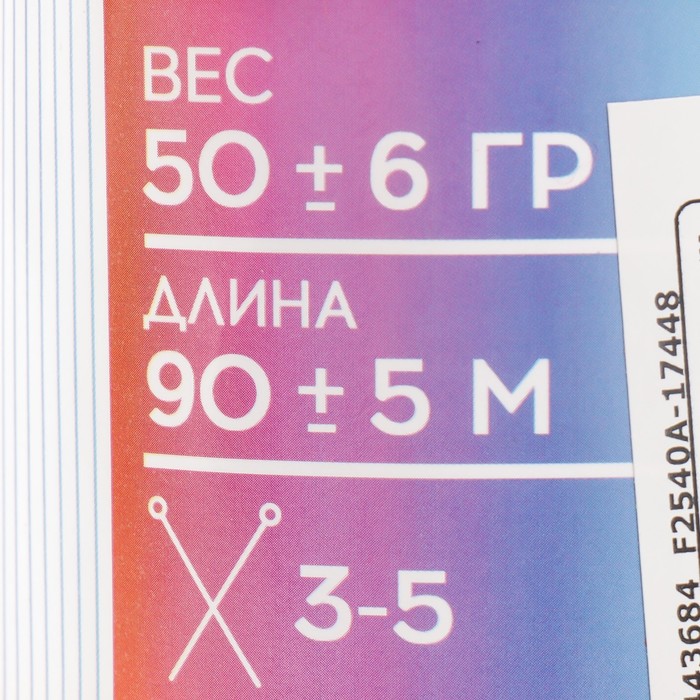 ВЕС
50 ± 6 ГР
ДЛИНА
90 ± 5 М
3-5
43684 F2540A-17448